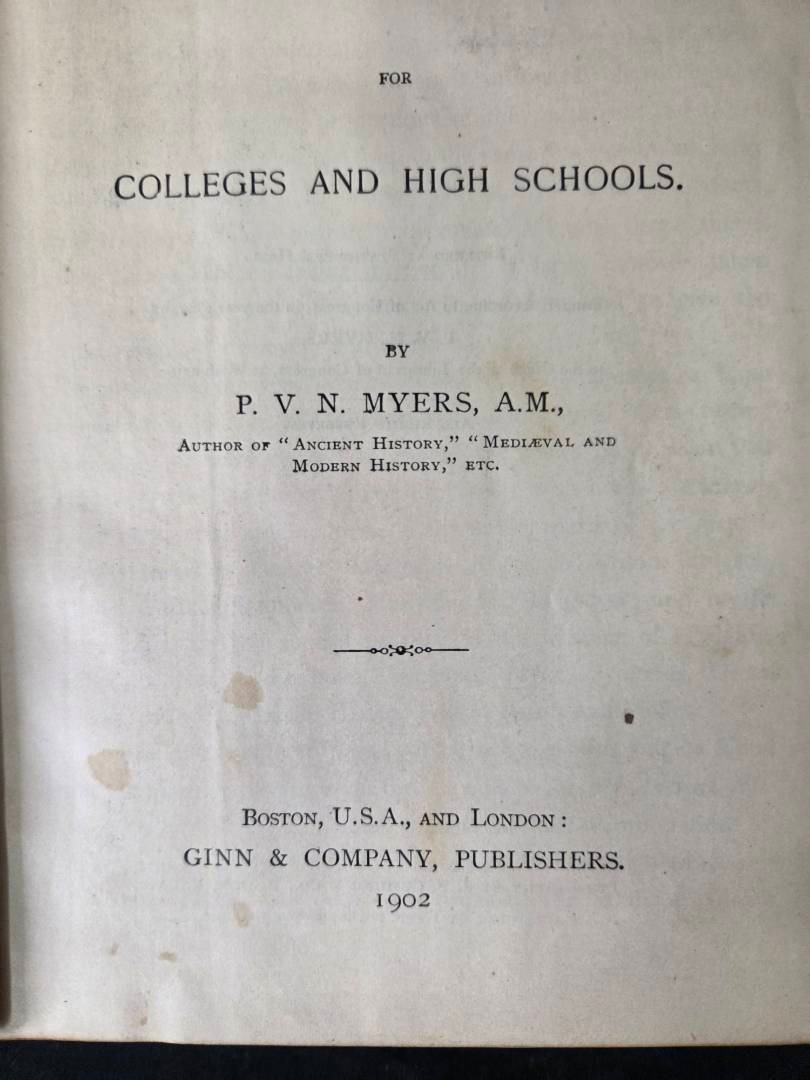 FOR
COLLEGES AND HIGH SCHOOLS.
BY
P. V. N. MYERS, A.M.,
Author of “Ancient History,” “Mediæval and
Modern History,” etc.
Boston, U.S.A., and London:
GINN & COMPANY, PUBLISHERS.
1902